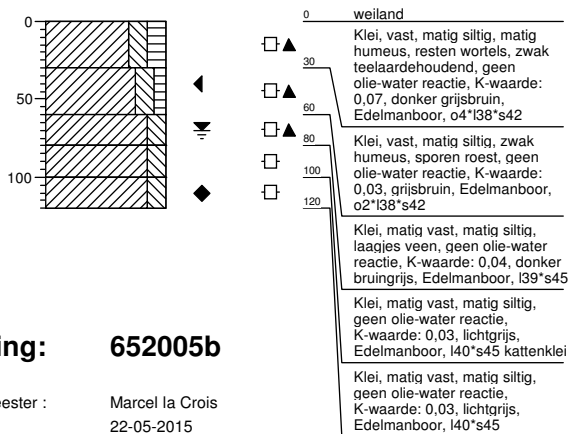 0
50
100
0
30
60
80
100
120
weiland
Klei, vast, matig siltig, matig
humeus, resten wortels, zwak
teelaardehoudend, geen
olie-water reactie, K-waarde:
0,07, donker grijsbruin,
Edelmanboor, o4*l38*s42
Klei, vast, matig siltig, zwak
humeus, sporen roest, geen
olie-water reactie, K-waarde:
0,03, grijsbruin, Edelmanboor,
o2*l38*s42
Klei, matig vast, matig siltig,
laagjes veen, geen olie-water
reactie, K-waarde: 0,04, donker
bruingrijs, Edelmanboor, l39*s45
Klei, matig vast, matig siltig,
geen olie-water reactie,
K-waarde: 0,03, lichtgrijs,
Edelmanboor, l40*s45 kattenklei
Klei, matig vast, matig siltig,
geen olie-water reactie,
K-waarde: 0,03, lichtgrijs,
Edelmanboor, l40*s45
ing: 652005b
eester : Marcel la Crois
22-05-2015